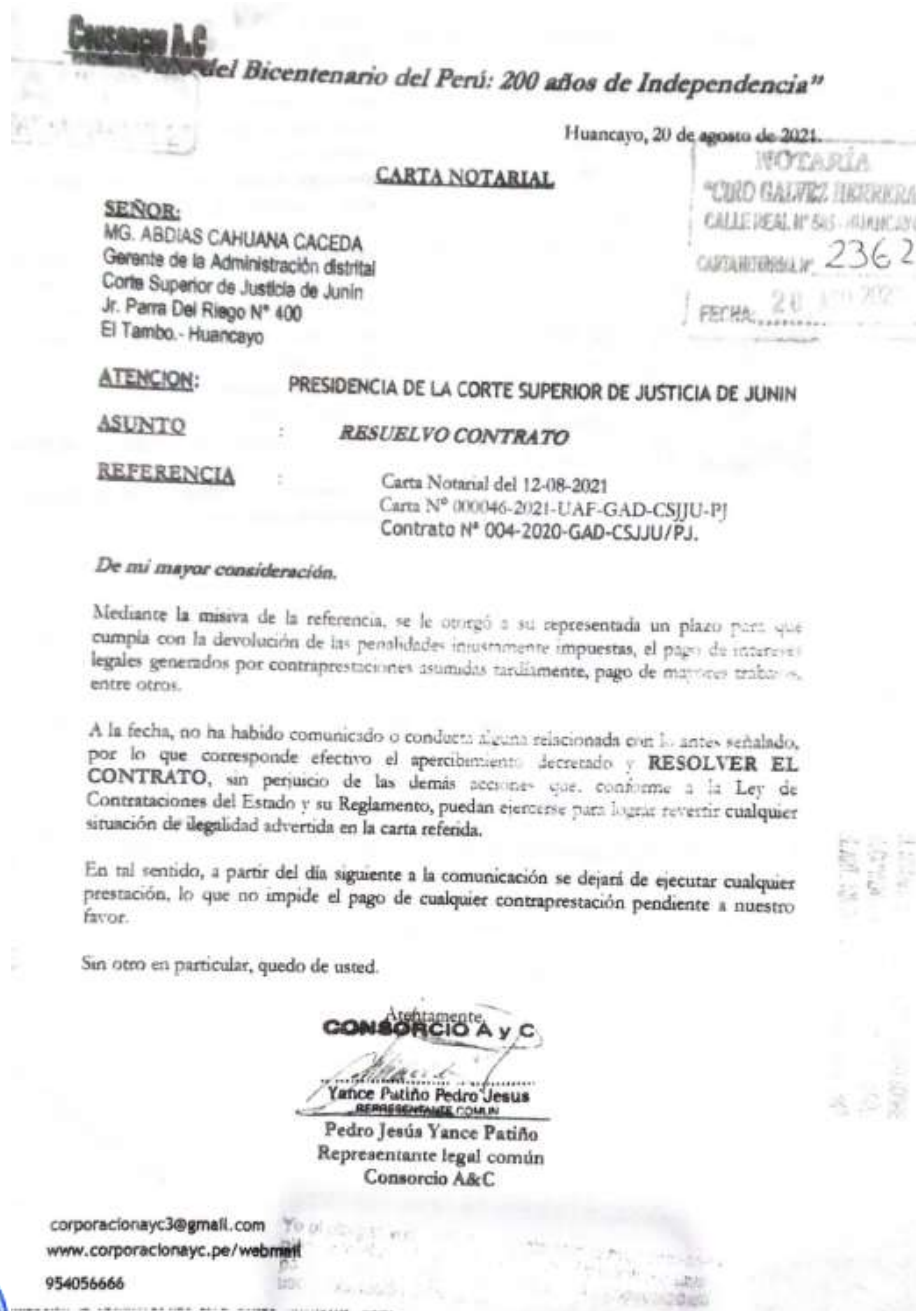 Consorcio A.C
del Bicentenario del Perú: 200 años de Independencia"
Huancayo, 20 de agosto de 2021.
NOTARÍA
"CIRO GALVEZ HERRERA
CALLE REAL N° 585 - HUANCAYO
CARTA NOTARIAL N° 2362
FECHA: 20
CARTA NOTARIAL
SEÑOR:
MG. ABDIAS CAHUANA CACEDA
Gerente de la Administración distrital
Corte Superior de Justicia de Junin
Jr. Parra Del Riego N° 400
El Tambo.- Huancayo
ATENCION: PRESIDENCIA DE LA CORTE SUPERIOR DE JUSTICIA DE JUNIN
ASUNTO : RESUELVO CONTRATO
REFERENCIA : Carta Notarial del 12-08-2021
Carta N° 000046-2021-UAF-GAD-CSJJU-PJ
Contrato N° 004-2020-GAD-CSJJU/PJ.
De mi mayor consideración.
Mediante la misiva de la referencia, se le otorgó a su representada un plazo para que
cumpla con la devolución de las penalidades injustamente impuestas, el pago de intereses
legales generados por contraprestaciones asumidas tardíamente, pago de mayores trabajos,
entre otros.
A la fecha, no ha habido comunicado o conducta alguna relacionada con lo antes señalado,
por lo que corresponde efectivo el apercibimiento decretado y RESOLVER EL
CONTRATO, sin perjuicio de las demás acciones que, conforme a la Ley de
Contrataciones del Estado y su Reglamento, puedan ejercerse para lograr revertir cualquier
situación de ilegalidad advertida en la carta referida.
En tal sentido, a partir del día siguiente a la comunicación se dejará de ejecutar cualquier
prestación, lo que no impide el pago de cualquier contraprestación pendiente a nuestro
favor.
Sin otro en particular, quedo de usted.
Atentamente,
CONSORCIO A y C
Yance Patiño Pedro Jesus
REPRESENTANTE COMUN
Pedro Jesús Yance Patiño
Representante legal común
Consorcio A&C
corporacionayc3@gmail.com
www.corporacionayc.pe/webmail
954056666